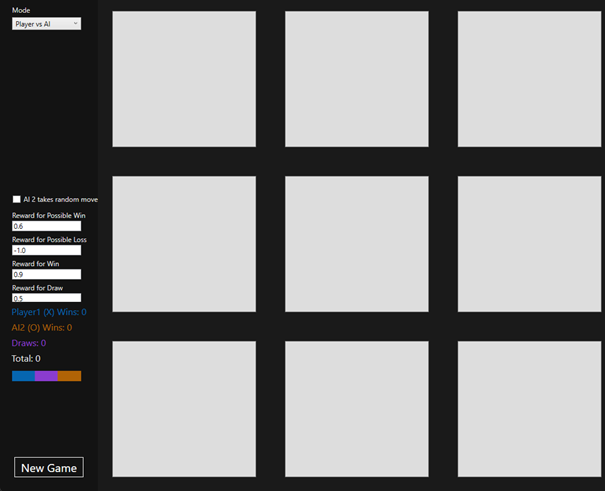 Mode
Player vs AI
AI 2 takes random move
Reward for Possible Win
0.6
Reward for Possible Loss
-1.0
Reward for Win
0.9
Reward for Draw
0.5
Player1 (X) Wins: 0
AI2 (O) Wins: 0
Draws: 0
Total: 0
New Game